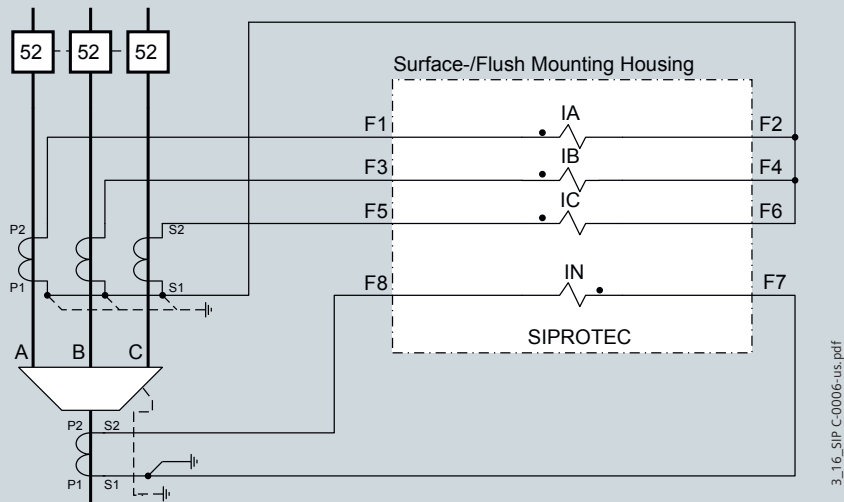 52 52 52
Surface-/Flush Mounting Housing
F1 IA F2
F3 IB F4
F5 IC F6
P2 S2
P1 S1
F8 IN F7
SIPROTEC
A B C
P2 S2
P1 S1
3_16_SIP C-0006-us.pdf